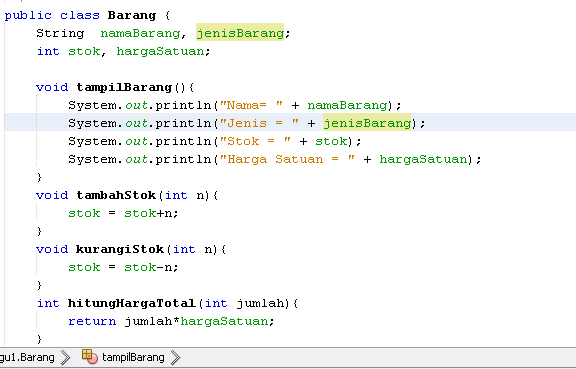 public class Barang {
String  namaBarang, jenisBarang;
int stok, hargaSatuan;
void tampilBarang(){
System.out.println("Nama= " + namaBarang);
System.out.println("Jenis = " + jenisBarang);
System.out.println("Stok = " + stok);
System.out.println("Harga Satuan = " + hargaSatuan);
}
void tambahStok(int n){
stok = stok+n;
}
void kurangiStok(int n){
stok = stok-n;
}
int hitungHargaTotal(int jumlah){
return jumlah*hargaSatuan;
}
gu1.Barang tampilBarang